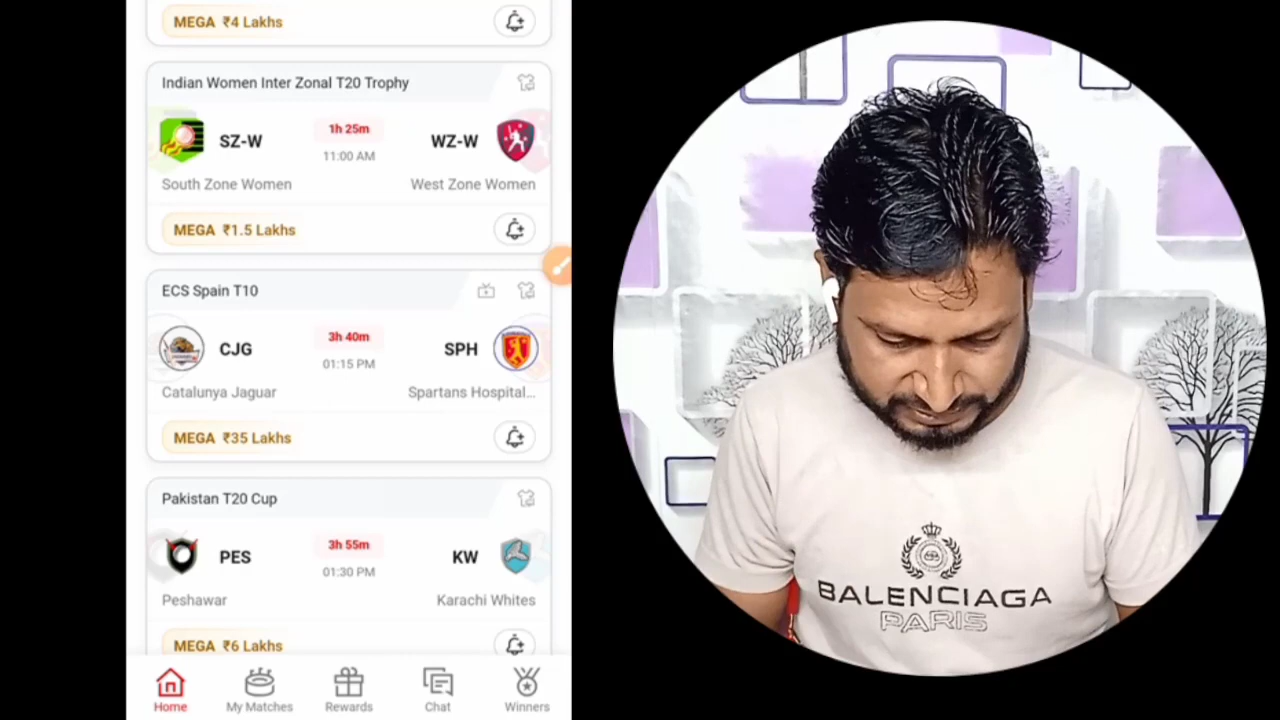 MEGA ₹4 Lakhs
Indian Women Inter Zonal T20 Trophy
SZ-W
1h 25m
WZ-W
11:00 AM
South Zone Women
West Zone Women
MEGA ₹1.5 Lakhs
ECS Spain T10
CJG
3h 40m
SPH
01:15 PM
Catalunya Jaguar
Spartans Hospital...
MEGA ₹35 Lakhs
Pakistan T20 Cup
PES
3h 55m
KW
01:30 PM
Peshawar
Karachi Whites
MEGA ₹6 Lakhs
Home
My Matches
Rewards
Chat
Winners
BALENCIAGA
PARIS